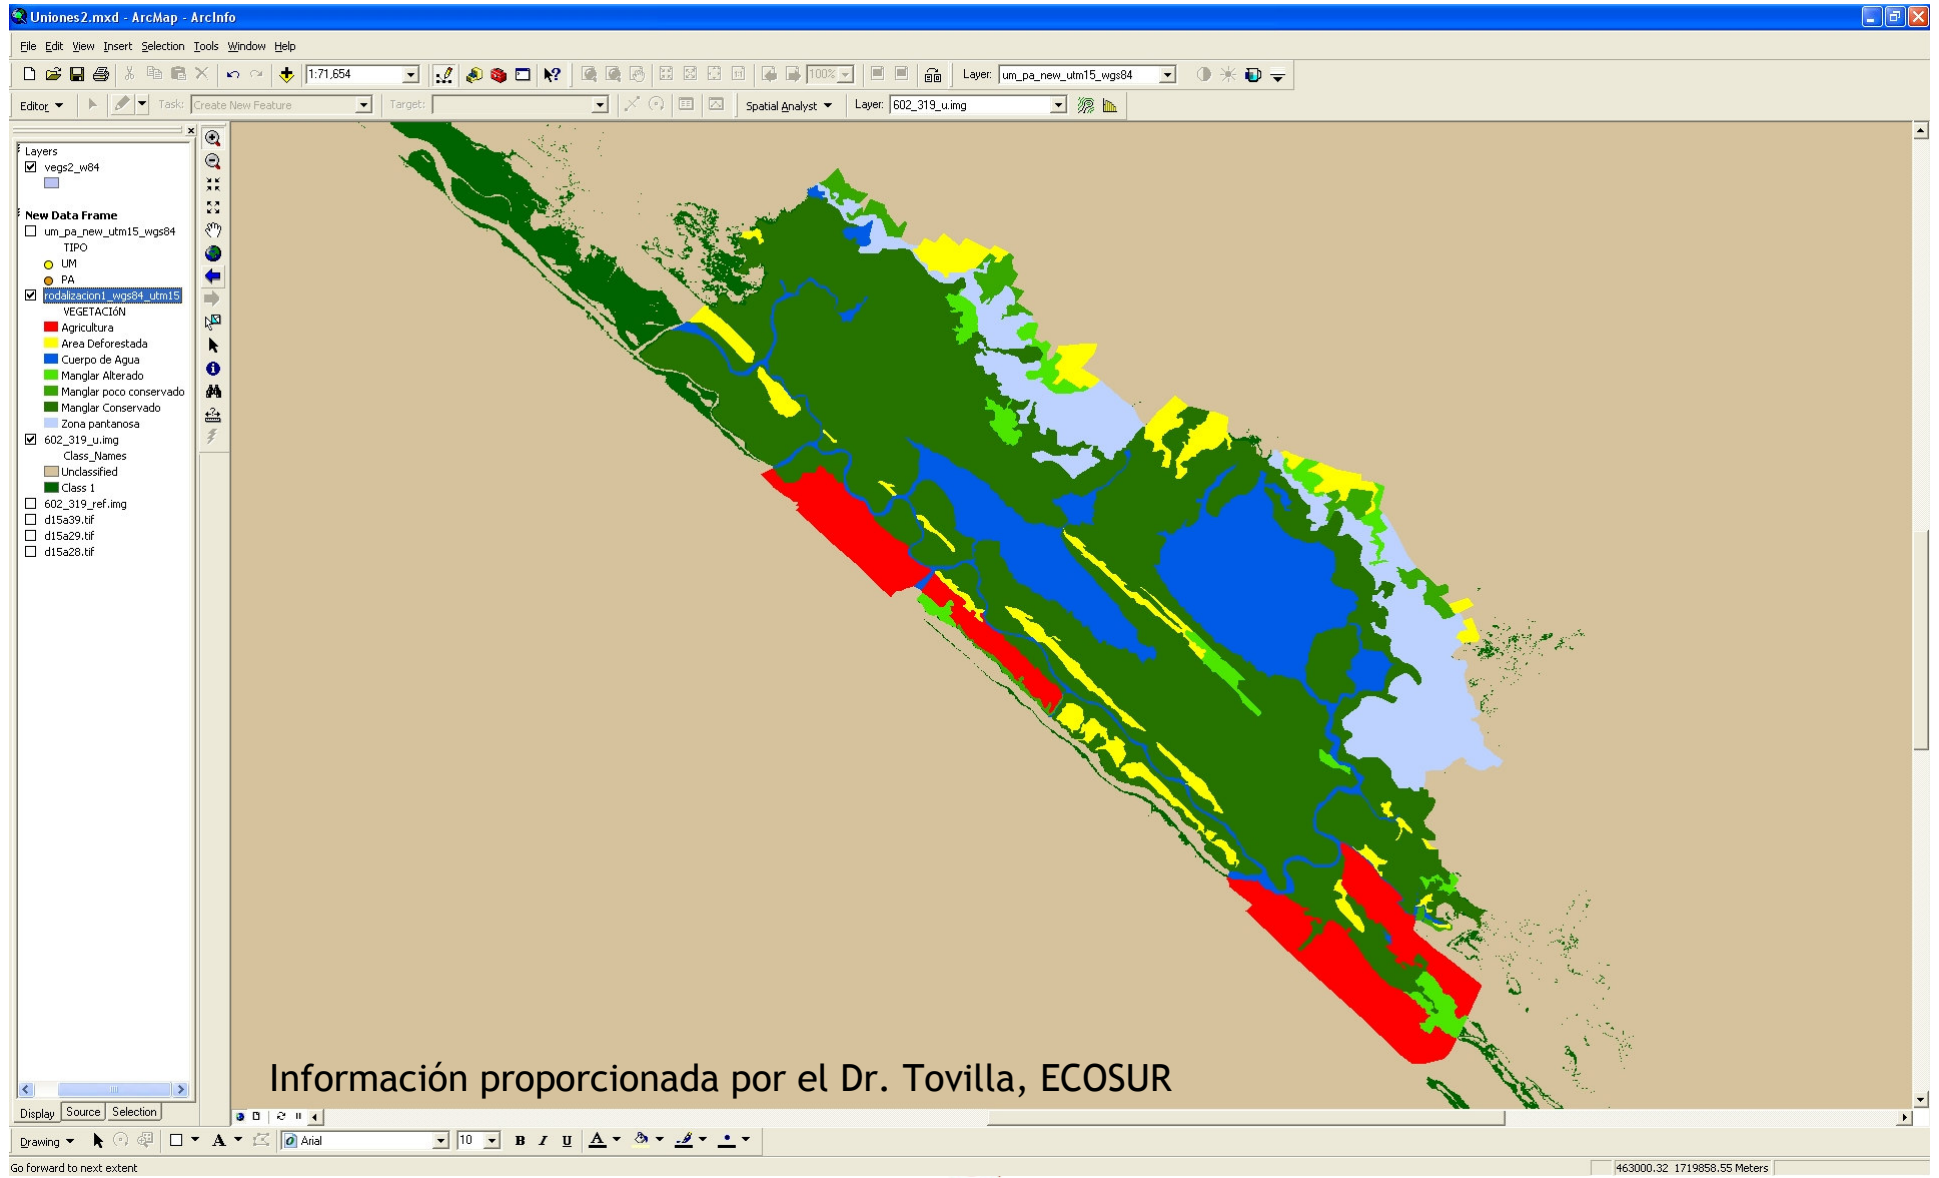 Uniones2.mxd - ArcMap - ArcInfo
File Edit View Insert Selection Tools Window Help
1:71,654 100% Layer: um_pa_new_utm15_wgs84
Editor Task: Create New Feature Target: Spatial Analyst Layer: 602_319_u.img
Layers
vegs2_w84
New Data Frame
um_pa_new_utm15_wgs84
TIPO
UM
PA
rodalizacion1_wgs84_utm15
VEGETACIóN
Agricultura
Area Deforestada
Cuerpo de Agua
Manglar Alterado
Manglar poco conservado
Manglar Conservado
Zona pantanosa
602_319_u.img
Class_Names
Unclassified
Class 1
602_319_ref.img
d15a39.tif
d15a29.tif
d15a28.tif
Información proporcionada por el Dr. Tovilla, ECOSUR
Display Source Selection
Drawing A Arial 10 B I U A
Go forward to next extent
463000.32 1719858.55 Meters